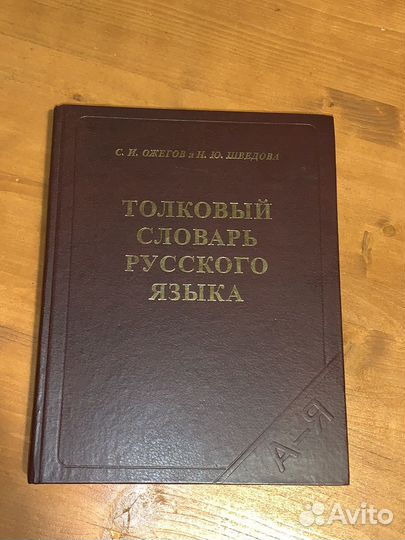 С. И. ОЖЕГОВ и Н. Ю. ШВЕДОВА
ТОЛКОВЫЙ
СЛОВАРЬ
РУССКОГО
ЯЗЫКА
А—Я
Avito